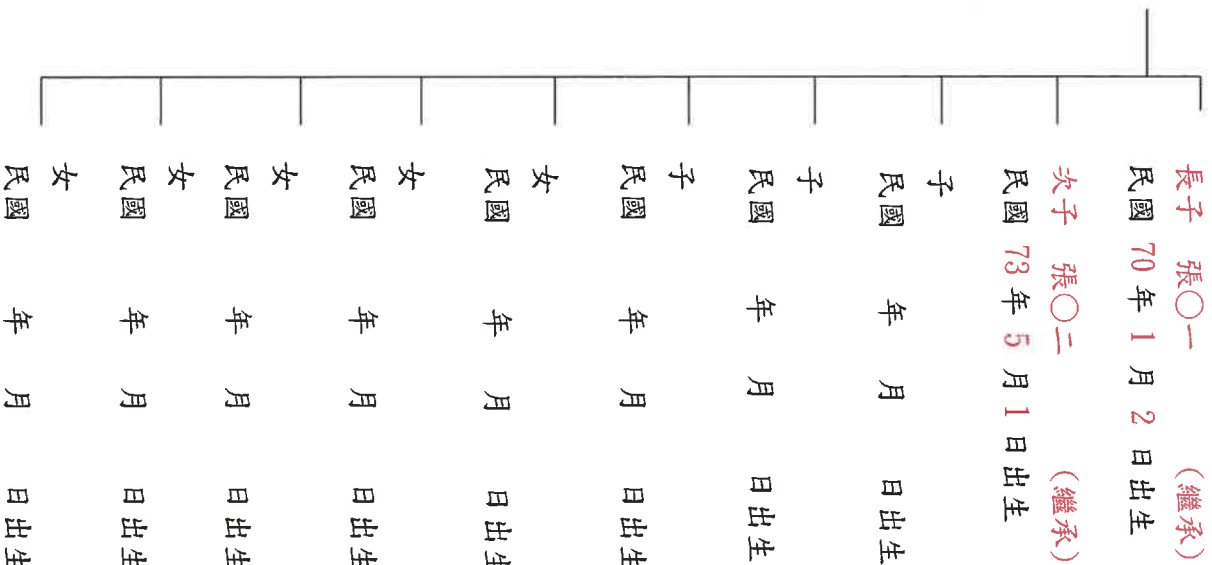 長子 張○一 (繼承)
民國 70 年 1 月 2 日出生
次子 張○二 (繼承)
民國 73 年 5 月 1 日出生
子
民國 年 月 日出生
子
民國 年 月 日出生
子
民國 年 月 日出生
女
民國 年 月 日出生
女
民國 年 月 日出生
女
民國 年 月 日出生
女
民國 年 月 日出生
女
民國 年 月 日出生